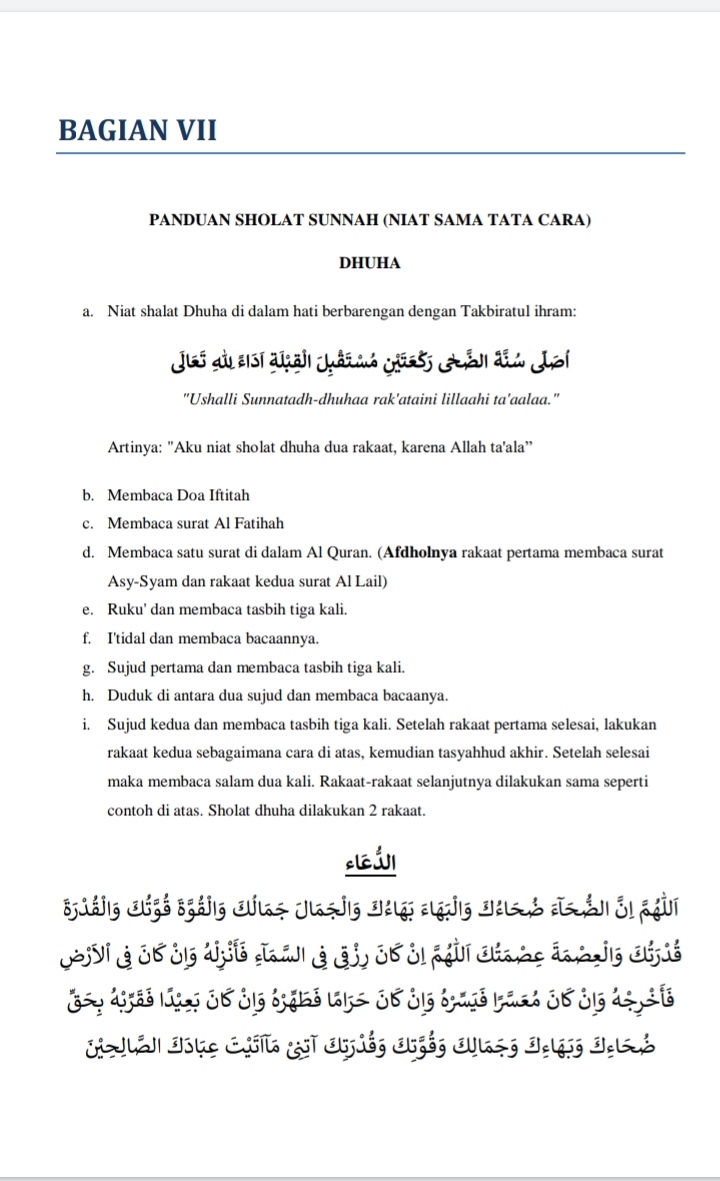 BAGIAN VII
PANDUAN SHOLAT SUNNAH (NIAT SAMA TATA CARA)
DHUHA
a. Niat shalat Dhuha di dalam hati berbarengan dengan Takbiratul ihram:
اُصَلِّى سُنَّةَ الضُّحٰى رَكْعَتَيْنِ مُسْتَقْبِلَ الْقِبْلَةِ اَدَاءً لِلّٰهِ تَعَالَى
"Ushalli Sunnatadh-dhuhaa rak'ataini lillaahi ta'aalaa."
Artinya: "Aku niat sholat dhuha dua rakaat, karena Allah ta'ala”
b. Membaca Doa Iftitah
c. Membaca surat Al Fatihah
d. Membaca satu surat di dalam Al Quran. (Afdholnya rakaat pertama membaca surat
Asy-Syam dan rakaat kedua surat Al Lail)
e. Ruku' dan membaca tasbih tiga kali.
f. I'tidal dan membaca bacaannya.
g. Sujud pertama dan membaca tasbih tiga kali.
h. Duduk di antara dua sujud dan membaca bacaanya.
i. Sujud kedua dan membaca tasbih tiga kali. Setelah rakaat pertama selesai, lakukan
rakaat kedua sebagaimana cara di atas, kemudian tasyahhud akhir. Setelah selesai
maka membaca salam dua kali. Rakaat-rakaat selanjutnya dilakukan sama seperti
contoh di atas. Sholat dhuha dilakukan 2 rakaat.
الدُّعَاء
اَللّٰهُمَّ اِنَّ الضُّحَآءَ ضُحَاءُكَ وَالْبَهَاءَ بَهَاءُكَ وَالْجَمَالَ جَمَالُكَ وَالْقُوَّةَ قُوَّتُكَ وَالْقُدْرَةَ
قُدْرَتُكَ وَالْعِصْمَةَ عِصْمَتُكَ اَللّٰهُمَّ اِنْ كَانَ رِزْقِى فِى السَّمَآءِ فَأَنْزِلْهُ وَاِنْ كَانَ فِى اْلاَرْضِ
فَأَخْرِجْهُ وَاِنْ كَانَ مُعَسَّرًا فَيَسِّرْهُ وَاِنْ كَانَ حَرَامًا فَطَهِّرْهُ وَاِنْ كَانَ بَعِيْدًا فَقَرِّبْهُ بِحَقِّ
ضُحَاءِكَ وَبَهَاءِكَ وَجَمَالِكَ وَقُوَّتِكَ وَقُدْرَتِكَ آتِنِىْ مَآاَتَيْتَ عِبَادَكَ الصَّالِحِيْنَ